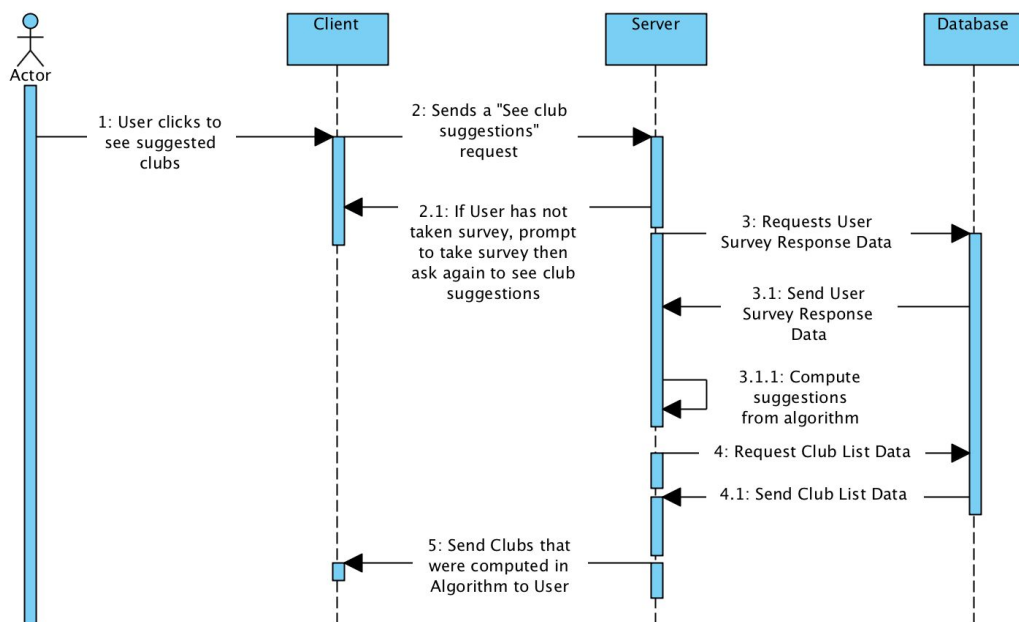 Client
Server
Database
Actor
1: User clicks to
see suggested
clubs
2: Sends a "See club
suggestions"
request
2.1: If User has not
taken survey, prompt
to take survey then
ask again to see club
suggestions
3: Requests User
Survey Response Data
3.1: Send User
Survey Response
Data
3.1.1: Compute
suggestions
from algorithm
4: Request Club List Data
4.1: Send Club List Data
5: Send Clubs that
were computed in
Algorithm to User